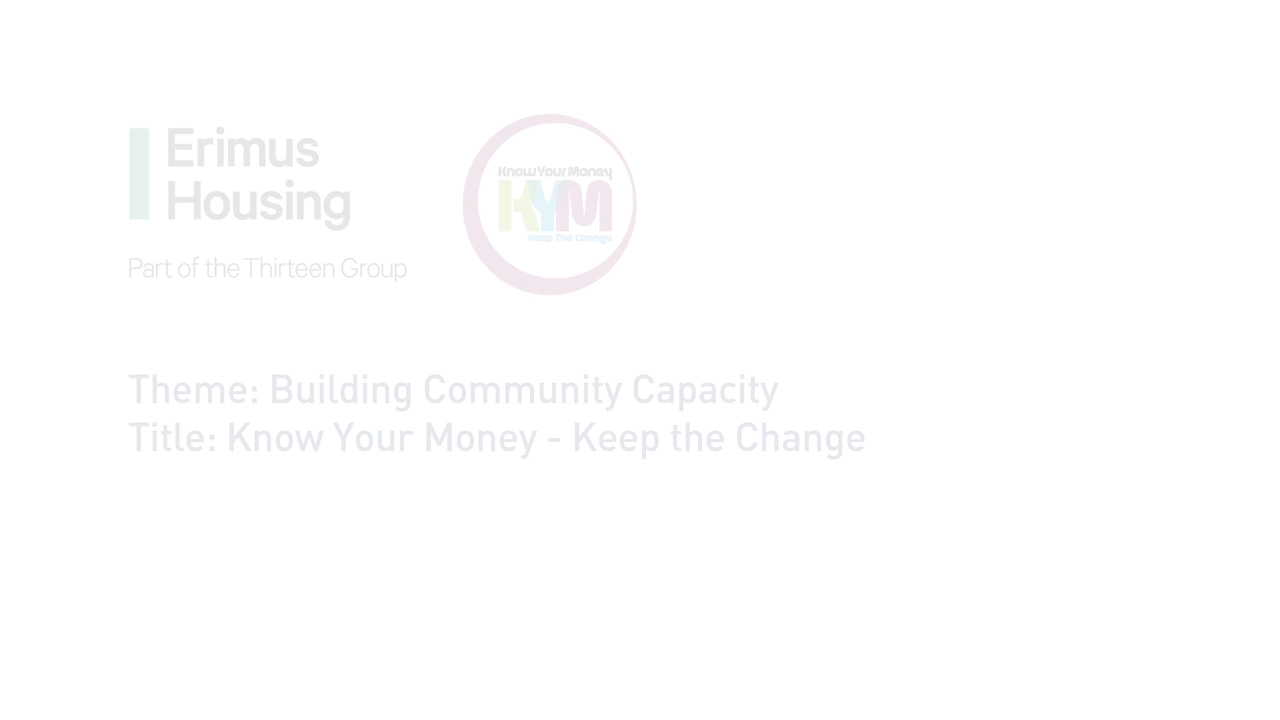 Erimus
Housing
Part of the Thirteen Group
Know Your Money
KYM
Keep The Change
Theme: Building Community Capacity
Title: Know Your Money - Keep the Change